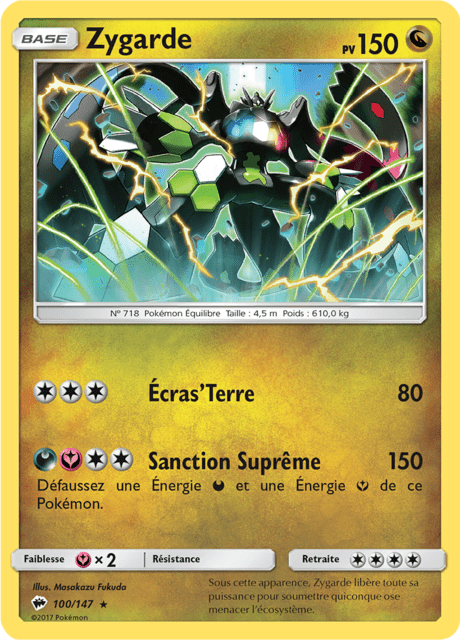 BASE Zygarde PV 150
N° 718 Pokémon Équilibre Taille : 4,5 m Poids : 610,0 kg
Écras’Terre 80
Sanction Suprême 150
Défaussez une Énergie et une Énergie de ce
Pokémon.
Faiblesse × 2 Résistance Retraite
Illus. Masakazu Fukuda
100/147 ★
©2017 Pokémon
Sous cette apparence, Zygarde libère toute sa
puissance pour soumettre quiconque ose
menacer l’écosystème.